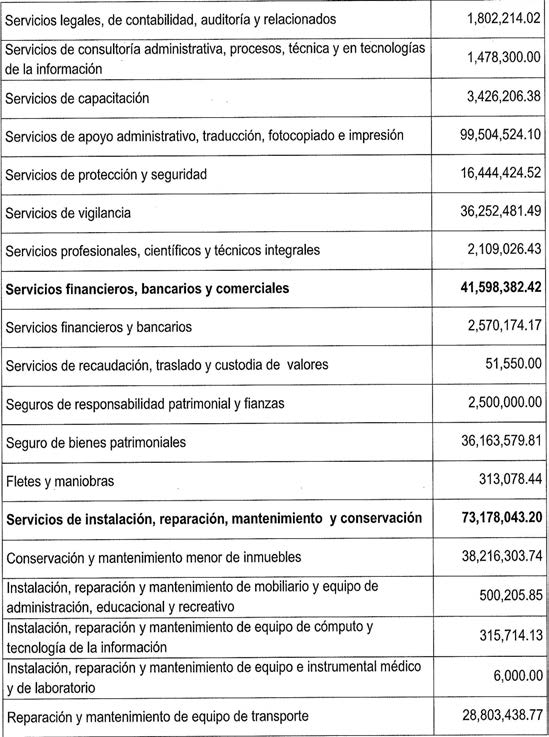 Servicios legales, de contabilidad, auditoría y relacionados 1,802,214.02
Servicios de consultoría administrativa, procesos, técnica y en tecnologías
de la información 1,478,300.00
Servicios de capacitación 3,426,206.38
Servicios de apoyo administrativo, traducción, fotocopiado e impresión 99,504,524.10
Servicios de protección y seguridad 16,444,424.52
Servicios de vigilancia 36,252,481.49
Servicios profesionales, científicos y técnicos integrales 2,109,026.43
Servicios financieros, bancarios y comerciales 41,598,382.42
Servicios financieros y bancarios 2,570,174.17
Servicios de recaudación, traslado y custodia de valores 51,550.00
Seguros de responsabilidad patrimonial y fianzas 2,500,000.00
Seguro de bienes patrimoniales 36,163,579.81
Fletes y maniobras 313,078.44
Servicios de instalación, reparación, mantenimiento y conservación 73,178,043.20
Conservación y mantenimiento menor de inmuebles 38,216,303.74
Instalación, reparación y mantenimiento de mobiliario y equipo de
administración, educacional y recreativo 500,205.85
Instalación, reparación y mantenimiento de equipo de cómputo y
tecnología de la información 315,714.13
Instalación, reparación y mantenimiento de equipo e instrumental médico
y de laboratorio 6,000.00
Reparación y mantenimiento de equipo de transporte 28,803,438.77